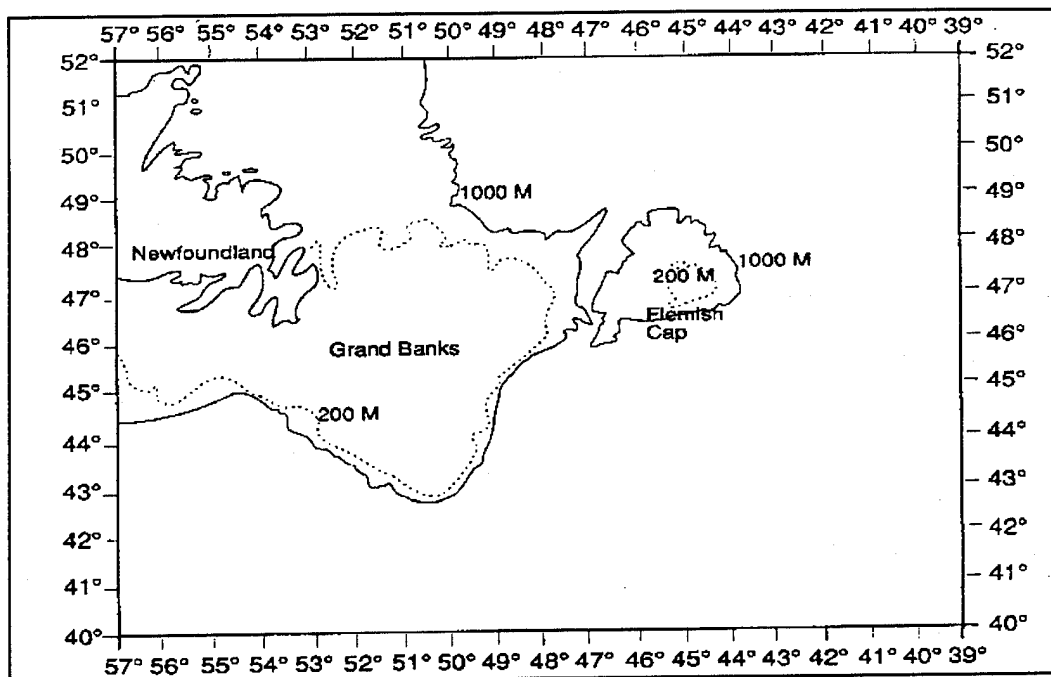 57° 56° 55° 54° 53° 52° 51° 50° 49° 48° 47° 46° 45° 44° 43° 42° 41° 40° 39°
52° 52°
51° 51°
50° 50°
1000 M
49° 49°
48° Newfoundland 1000 M 48°
200 M
47° 47°
Flemish
Cap
46° Grand Banks 46°
45° 45°
200 M
44° 44°
43° 43°
42° 42°
41° 41°
40° 40°
57° 56° 55° 54° 53° 52° 51° 50° 49° 48° 47° 46° 45° 44° 43° 42° 41° 40° 39°